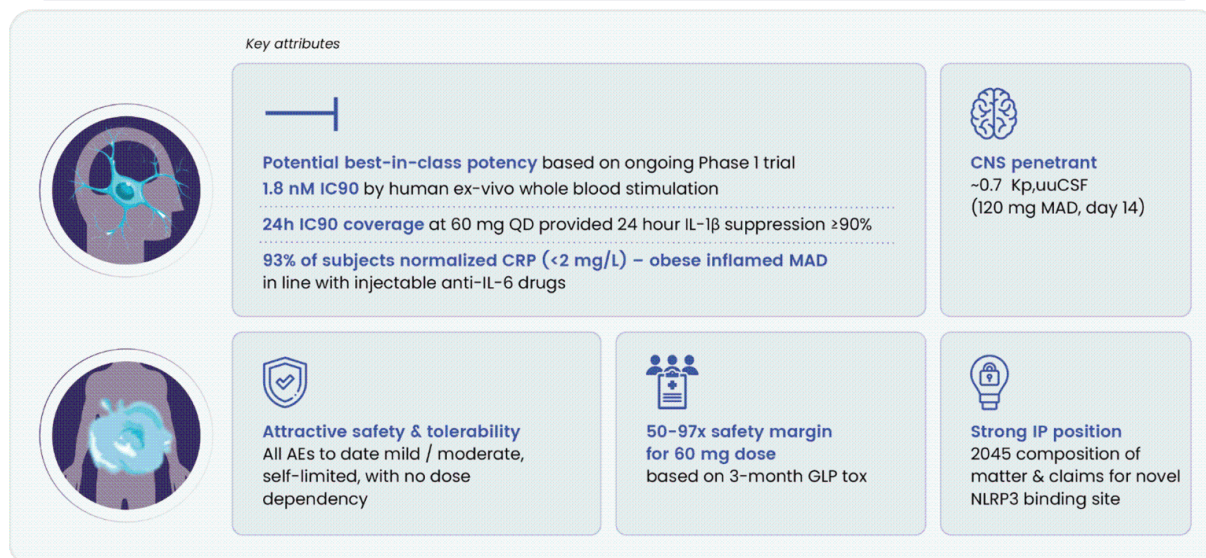 Key attributes
Potential best-in-class potency based on ongoing Phase 1 trial
1.8 nM IC90 by human ex-vivo whole blood stimulation
24h IC90 coverage at 60 mg QD provided 24 hour IL-1β suppression ≥90%
93% of subjects normalized CRP (<2 mg/L) – obese inflamed MAD
in line with injectable anti-IL-6 drugs
CNS penetrant
~0.7 Kp,uuCSF
(120 mg MAD, day 14)
Attractive safety & tolerability
All AEs to date mild / moderate,
self-limited, with no dose
dependency
50-97x safety margin
for 60 mg dose
based on 3-month GLP tox
Strong IP position
2045 composition of
matter & claims for novel
NLRP3 binding site